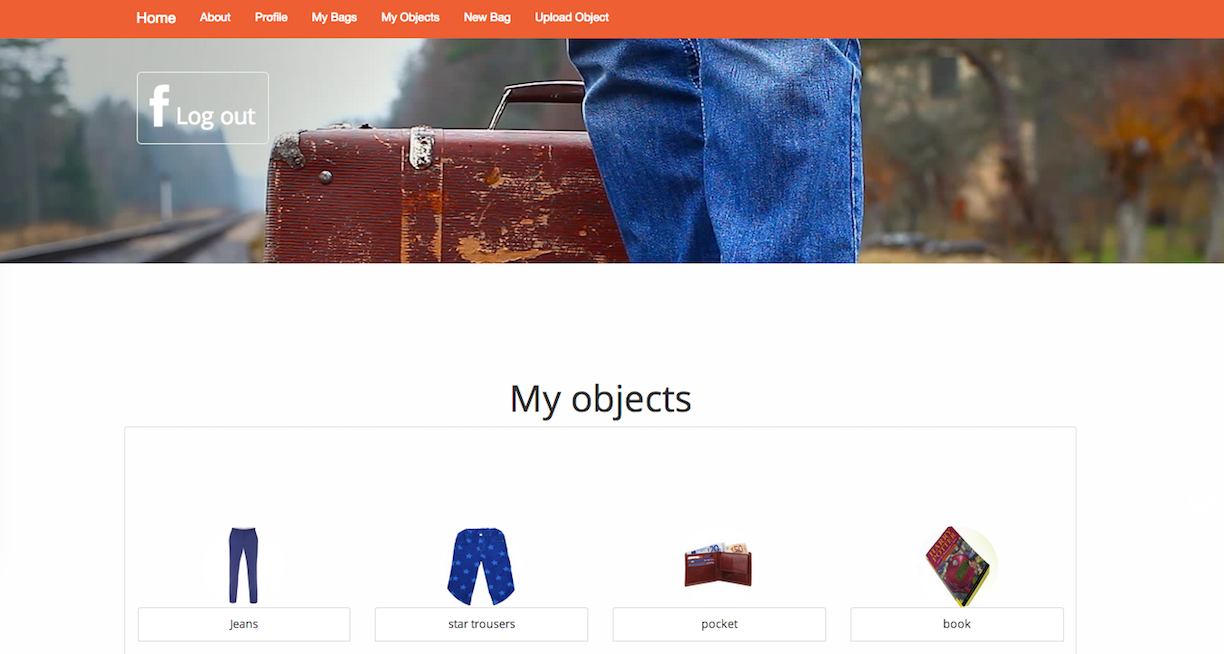 Home About Profile My Bags My Objects New Bag Upload Object
f Log out
My objects
Jeans star trousers pocket book